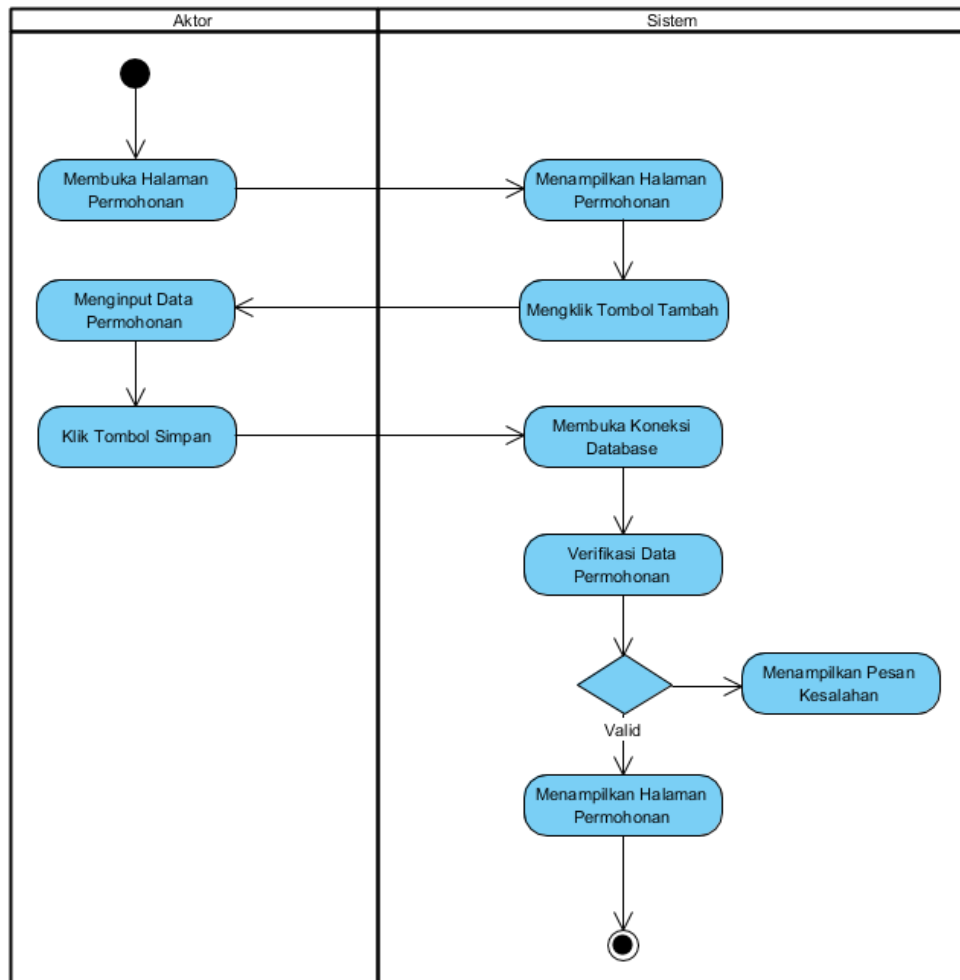 Aktor
Sistem
Membuka Halaman
Permohonan
Menampilkan Halaman
Permohonan
Menginput Data
Permohonan
Mengklik Tombol Tambah
Klik Tombol Simpan
Membuka Koneksi
Database
Verifikasi Data
Permohonan
Menampilkan Pesan
Kesalahan
Valid
Menampilkan Halaman
Permohonan